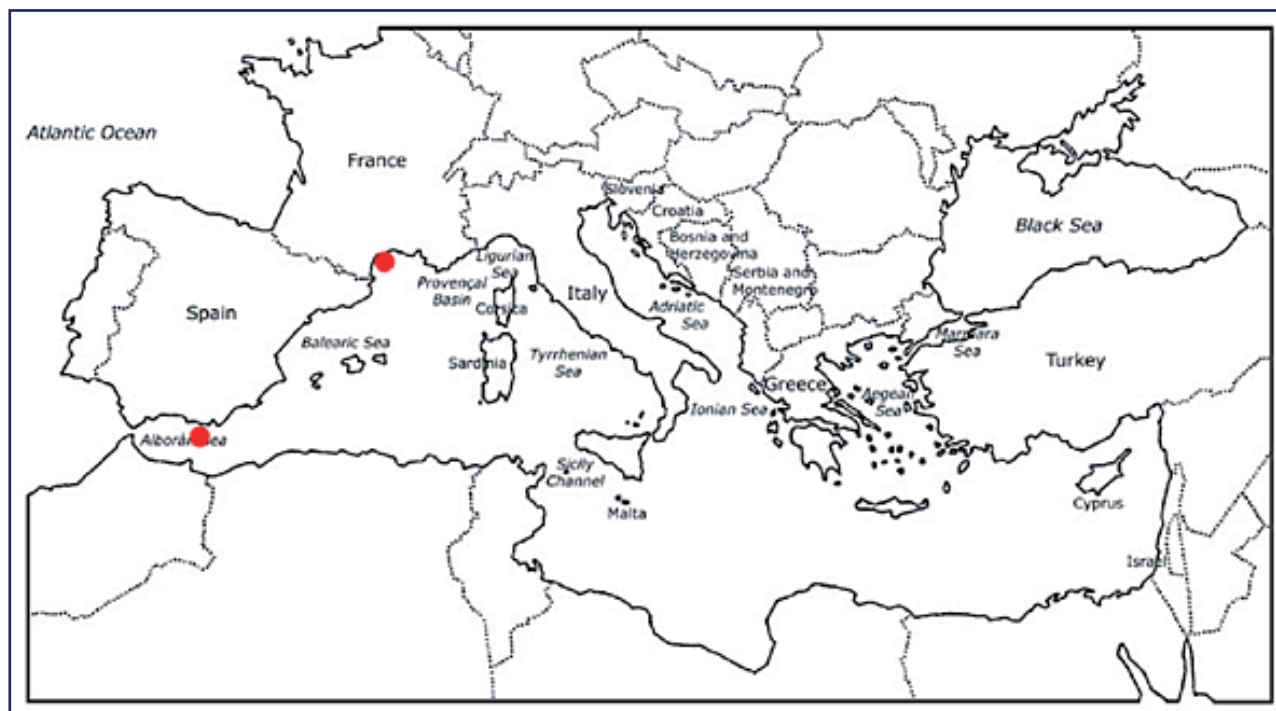 Atlantic Ocean
France
Slovenia
Croatia
Bosnia and
Herzegovina
Black Sea
Ligurian
Sea
Provençal
Basin
Serbia and
Montenegro
Italy
Corsica
Adriatic
Sea
Spain
Balearic Sea
Marmara
Sea
Sardinia
Tyrrhenian
Sea
Turkey
Greece
Aegean
Sea
Ionian Sea
Alborán Sea
Sicily
Channel
Malta
Cyprus
Israel